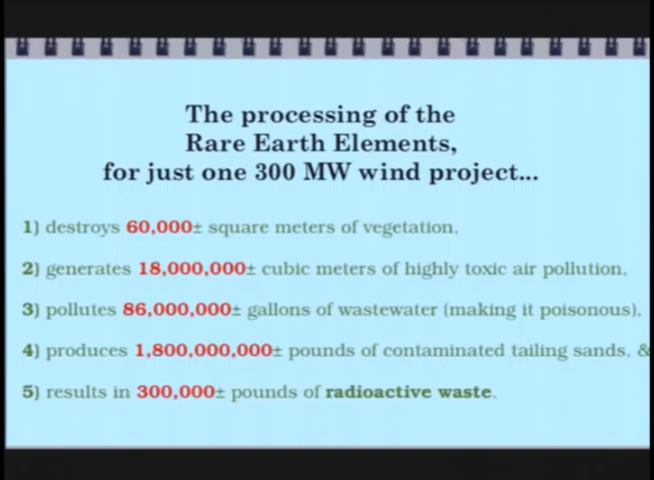 The processing of the
Rare Earth Elements,
for just one 300 MW wind project...
1) destroys 60,000± square meters of vegetation,
2) generates 18,000,000± cubic meters of highly toxic air pollution,
3) pollutes 86,000,000± gallons of wastewater (making it poisonous),
4) produces 1,800,000,000± pounds of contaminated tailing sands, &
5) results in 300,000± pounds of radioactive waste.